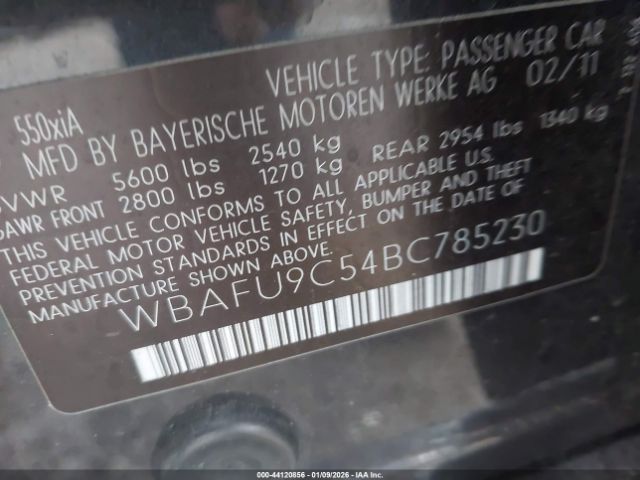 550xiA
MFD BY BAYERISCHE MOTOREN WERKE AG 02/11
VEHICLE TYPE: PASSENGER CAR
GVWR 5600 lbs 2540 kg
GAWR FRONT 2800 lbs 1270 kg REAR 2954 lbs 1340 kg
THIS VEHICLE CONFORMS TO ALL APPLICABLE U.S.
FEDERAL MOTOR VEHICLE SAFETY, BUMPER AND THEFT
PREVENTION STANDARDS IN EFFECT ON THE DATE OF
MANUFACTURE SHOWN ABOVE.
WBAFU9C54BC785230
000-44120856 | 01/09/2026 | IAA Inc.